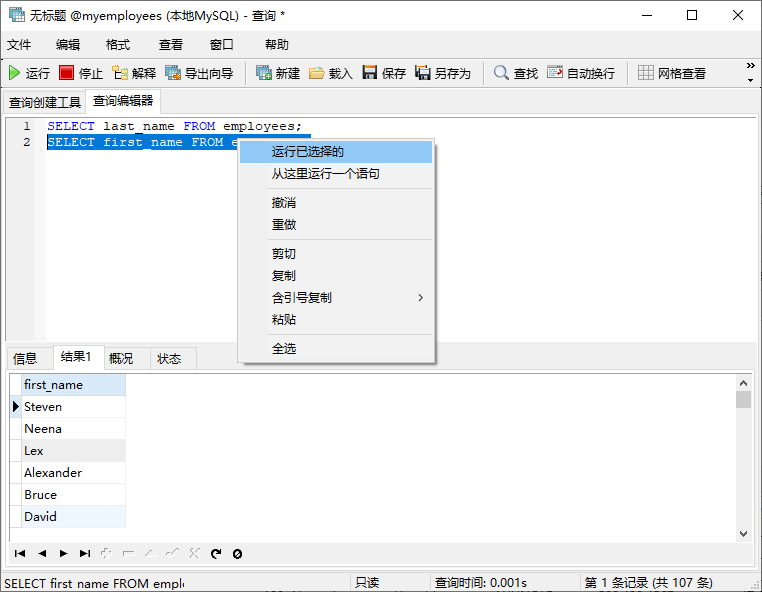 无标题 @myemployees (本地MySQL) - 查询 *
文件 编辑 格式 查看 窗口 帮助
运行 停止 解释 导出向导 新建 载入 保存 另存为 查找 自动换行 网格查看
查询创建工具 查询编辑器
1 SELECT last_name FROM employees;
2 SELECT first_name FROM e
运行已选择的
从这里运行一个语句
撤消
重做
剪切
复制
含引号复制
粘贴
全选
信息 结果1 概况 状态
first_name
Steven
Neena
Lex
Alexander
Bruce
David
SELECT first name FROM empl 只读 查询时间: 0.001s 第 1 条记录 (共 107 条)